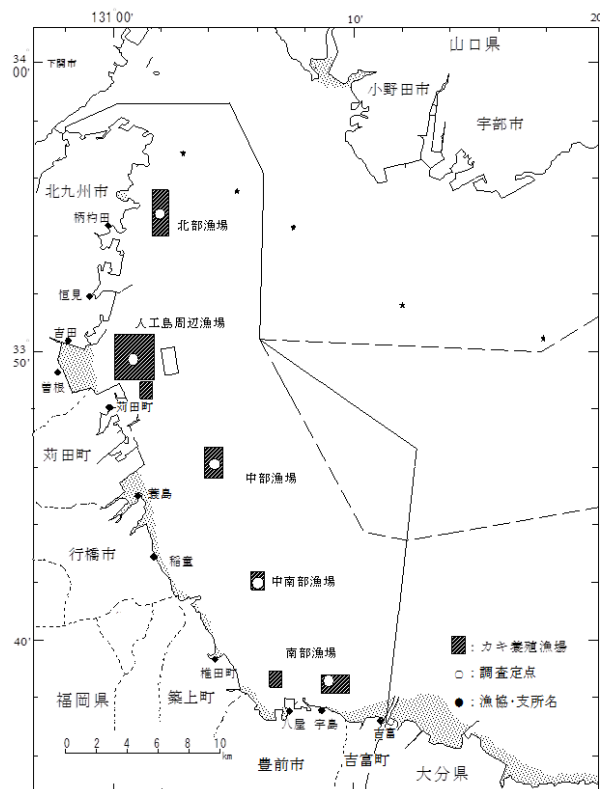 131 00′
10′
20
34
00′
下関市
山口県
小野田市
宇部市
北九州市
柄杓田
北部漁場
恒見
人工島周辺漁場
吉田
33
50′
曽根
苅田町
苅田町
中部漁場
蓑島
行橋市
稲童
中南部漁場
40′
南部漁場
：カキ養殖漁場
：調査定点
：漁協・支所名
椎田町
福岡県
築上町
八屋
宇島
吉富
0 2 4 6 8 10
km
豊前市
吉富町
大分県